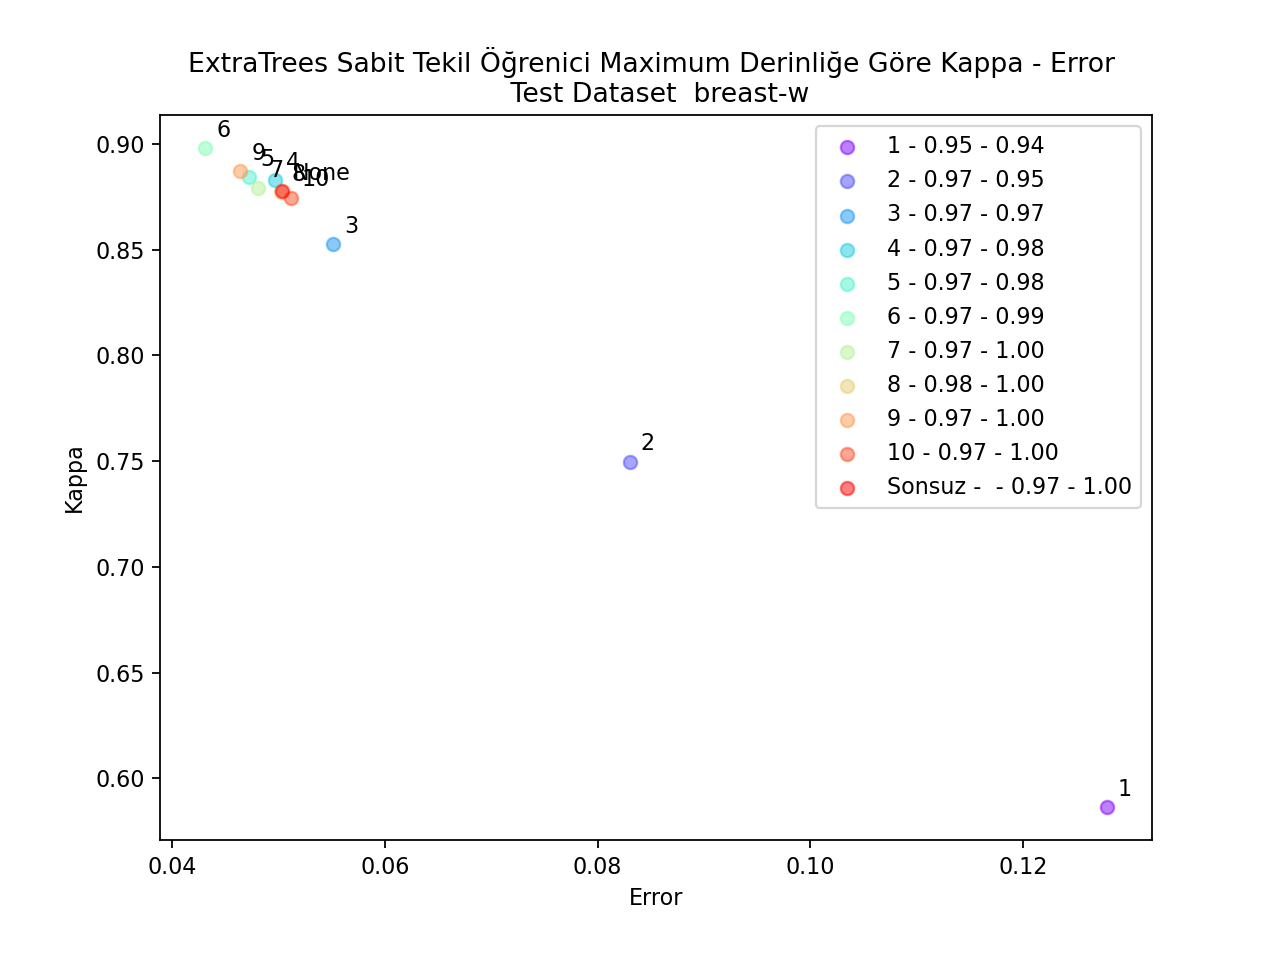 ExtraTrees Sabit Tekil Öğrenici Maximum Derinliğe Göre Kappa - Error
Test Dataset  breast-w
Kappa
0.90
0.85
0.80
0.75
0.70
0.65
0.60
6
9
5
4
7
8
None
10
3
2
1
1 - 0.95 - 0.94
2 - 0.97 - 0.95
3 - 0.97 - 0.97
4 - 0.97 - 0.98
5 - 0.97 - 0.98
6 - 0.97 - 0.99
7 - 0.97 - 1.00
8 - 0.98 - 1.00
9 - 0.97 - 1.00
10 - 0.97 - 1.00
Sonsuz -  - 0.97 - 1.00
0.04
0.06
0.08
0.10
0.12
Error